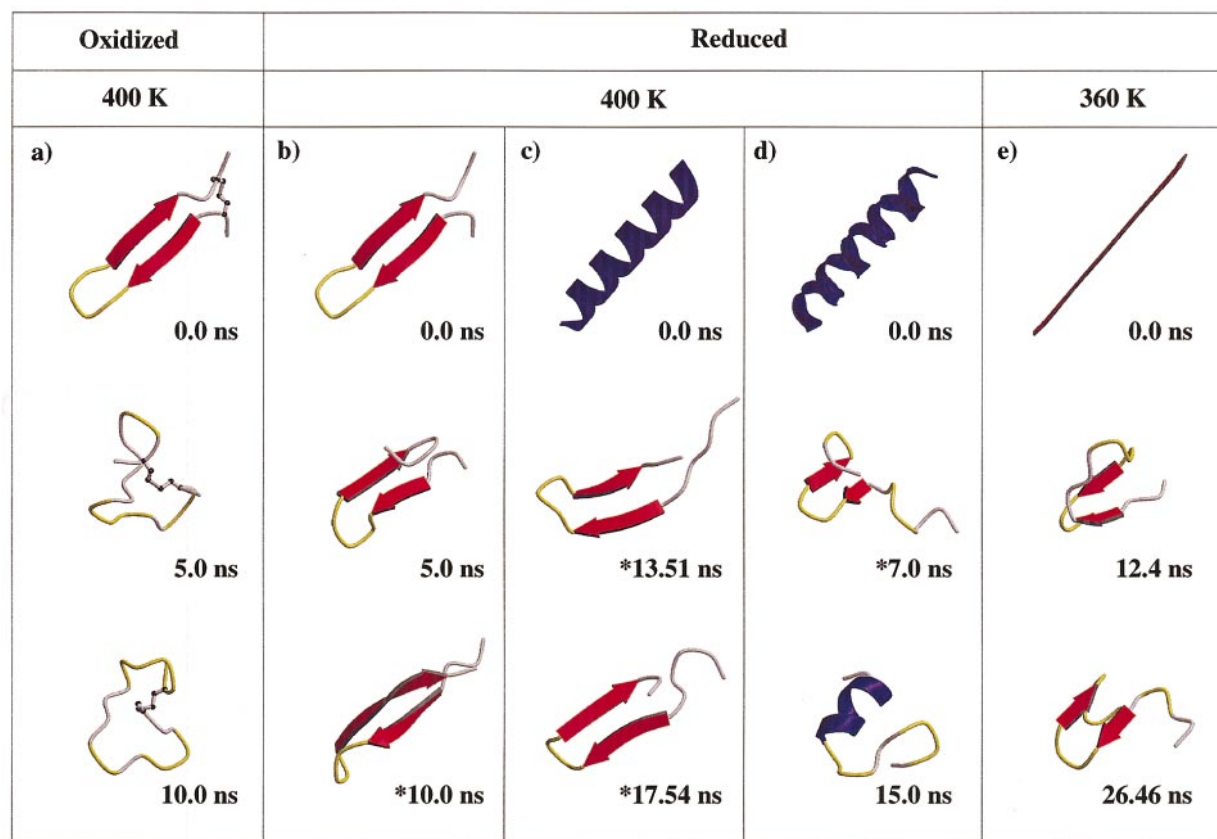 Oxidized Reduced
400 K 400 K 360 K
a) b) c) d) e)
0.0 ns 0.0 ns 0.0 ns 0.0 ns 0.0 ns
5.0 ns 5.0 ns *13.51 ns *7.0 ns 12.4 ns
10.0 ns *10.0 ns *17.54 ns 15.0 ns 26.46 ns